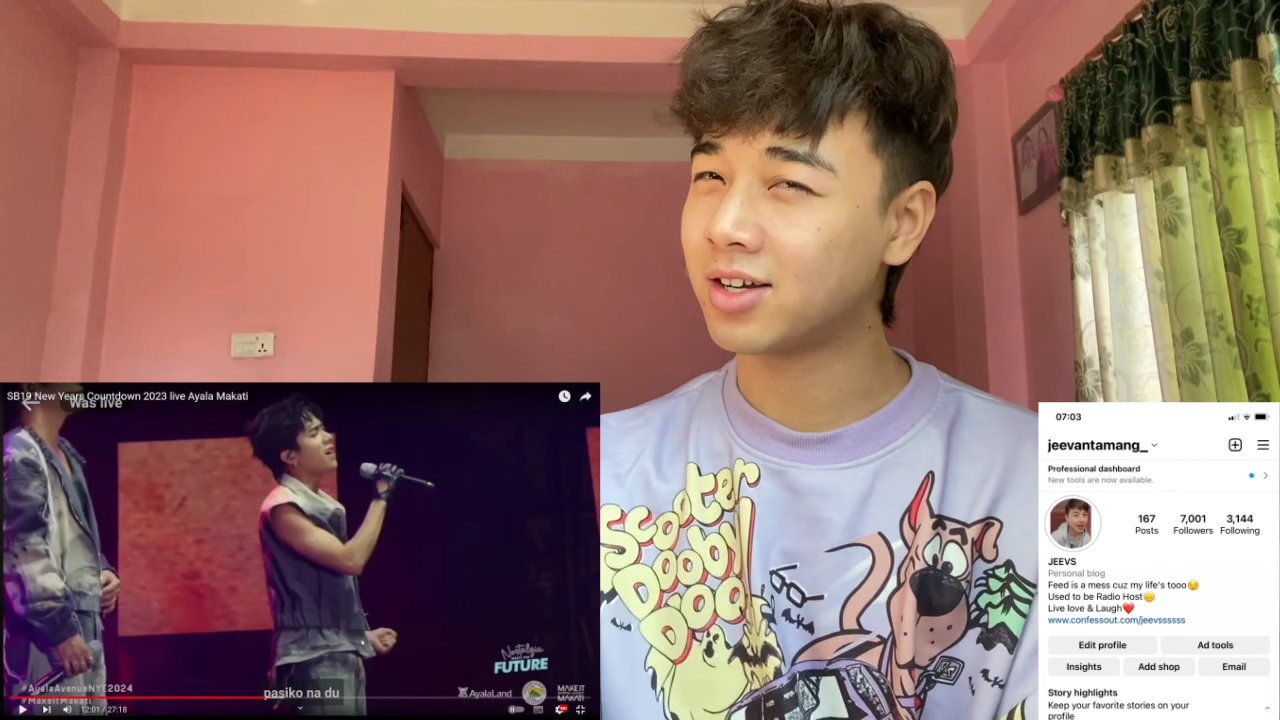 SB19 New Years Countdown 2023 live Ayala Makati
Was live
Nostalgia
FUTURE
#AyalaAvenueNYE2024
#MakeItMakati
pasiko na du
AyalaLand
MAKE IT
MAKATI
12:01 / 27:18
Scooter
Dooby
Doo
07:03
jeevantamang_
Professional dashboard
New tools are now available.
167 7,001 3,144
Posts Followers Following
JEEVS
Personal blog
Feed is a mess cuz my life's tooo😔
Used to be Radio Host🙂
Live love & Laugh❤️
www.confessout.com/jeevssssss
Edit profile Ad tools
Insights Add shop Email
Story highlights
Keep your favorite stories on your
profile